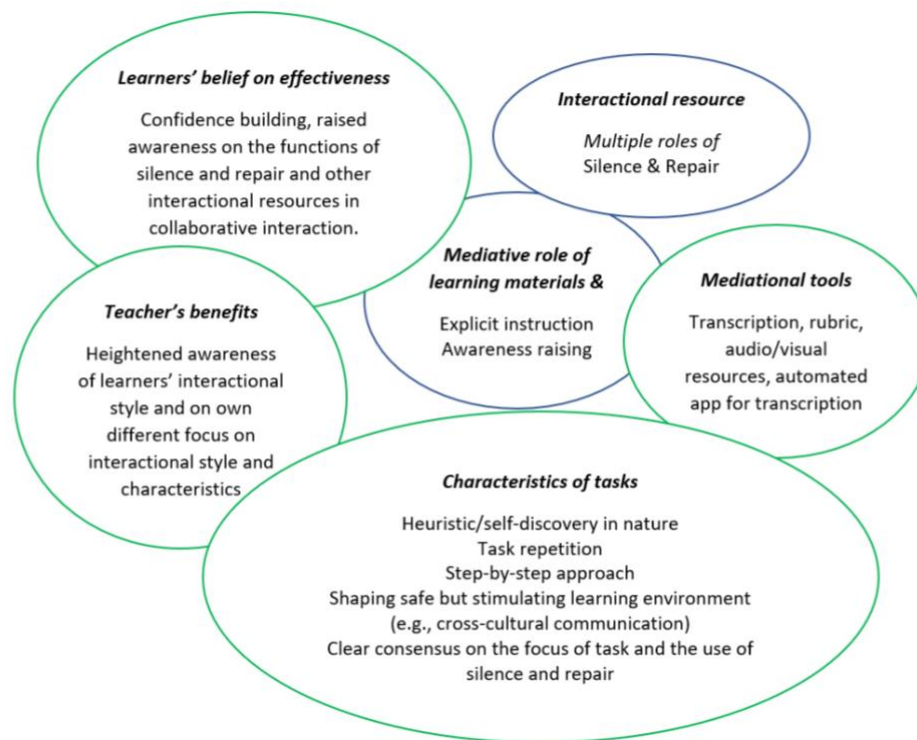 Learners’ belief on effectiveness
Confidence building, raised
awareness on the functions of
silence and repair and other
interactional resources in
collaborative interaction.
Interactional resource
Multiple roles of
Silence & Repair
Mediative role of
learning materials &
Explicit instruction
Awareness raising
Teacher’s benefits
Heightened awareness
of learners’ interactional
style and on own
different focus on
interactional style and
characteristics
Mediational tools
Transcription, rubric,
audio/visual
resources, automated
app for transcription
Characteristics of tasks
Heuristic/self-discovery in nature
Task repetition
Step-by-step approach
Shaping safe but stimulating learning environment
(e.g., cross-cultural communication)
Clear consensus on the focus of task and the use of
silence and repair